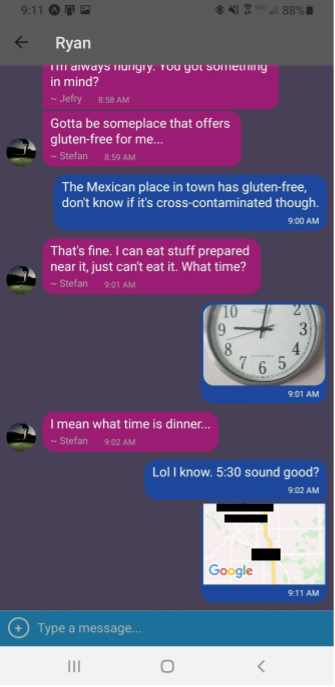 9:11
88%
Ryan
I'm always hungry. You got something
in mind?
~ Jefry 8:58 AM
Gotta be someplace that offers
gluten-free for me...
~ Stefan 8:59 AM
The Mexican place in town has gluten-free,
don't know if it's cross-contaminated though.
9:00 AM
That's fine. I can eat stuff prepared
near it, just can't eat it. What time?
~ Stefan 9:01 AM
10 2
9 3
8 4
7 6 5
9:01 AM
I mean what time is dinner...
~ Stefan 9:02 AM
Lol I know. 5:30 sound good?
9:02 AM
Google
9:11 AM
Type a message...